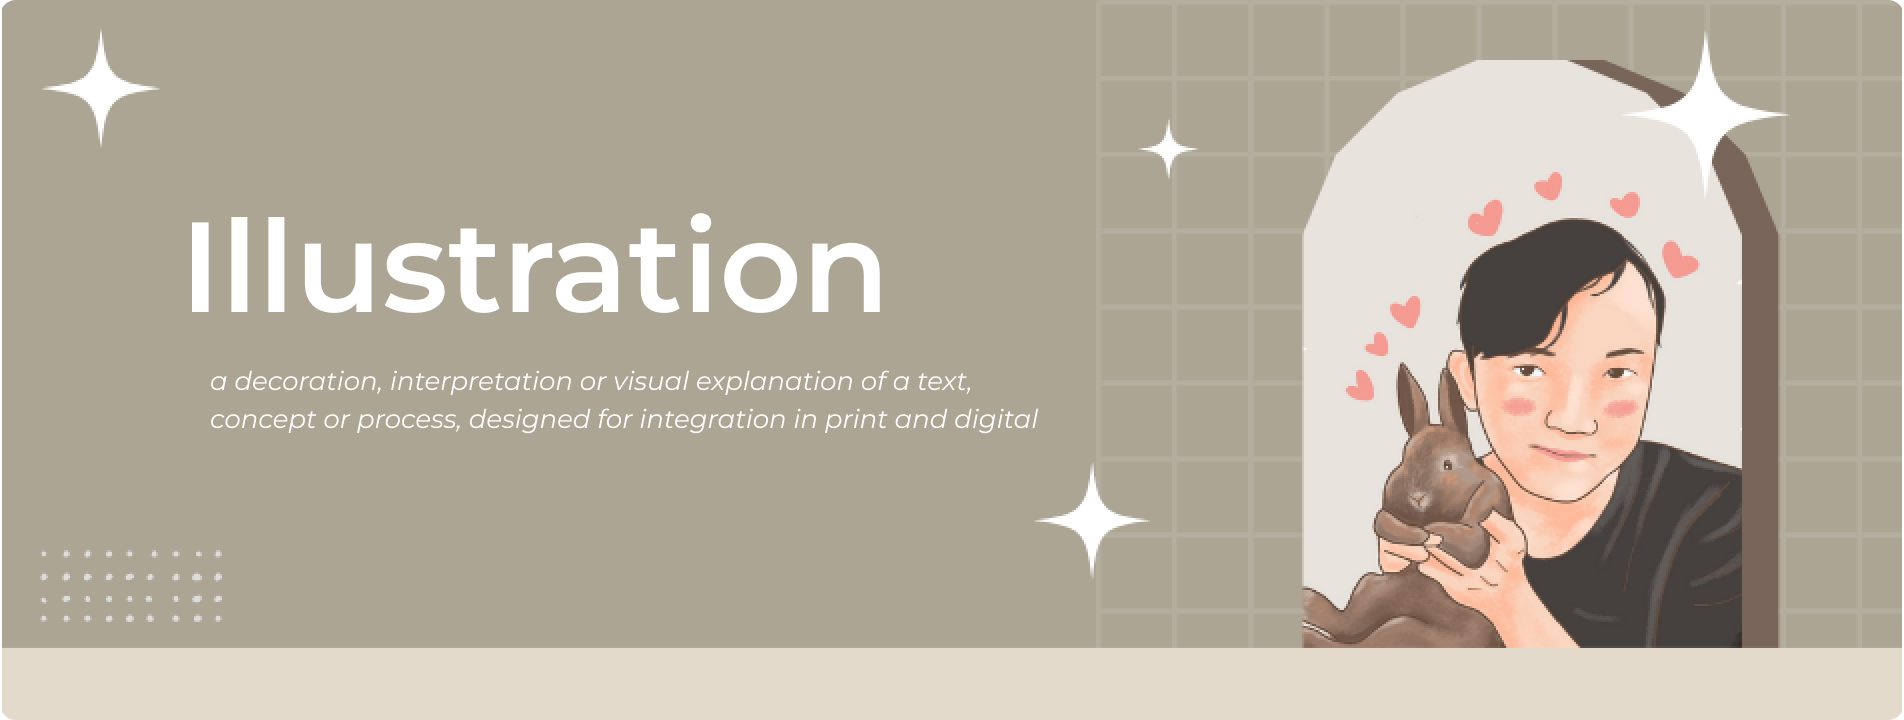 Illustration
a decoration, interpretation or visual explanation of a text,
concept or process, designed for integration in print and digital